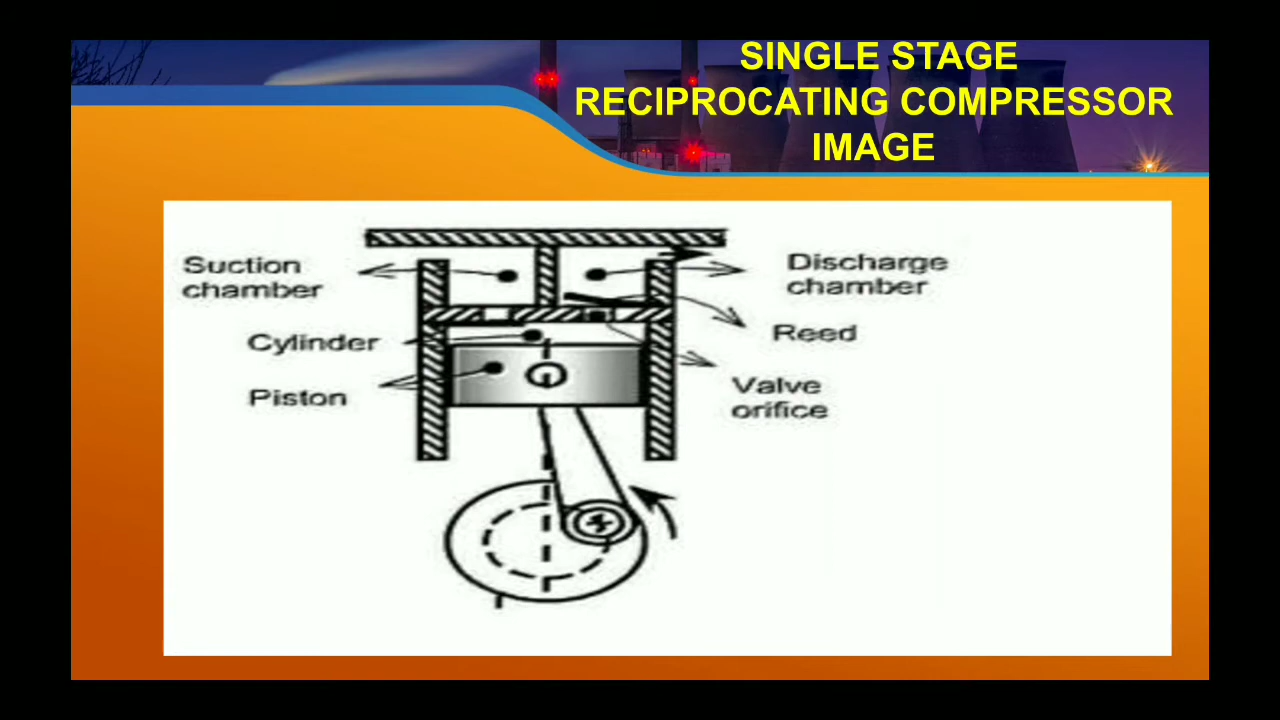 SINGLE STAGE
RECIPROCATING COMPRESSOR
IMAGE
Suction
chamber
Discharge
chamber
Cylinder
Reed
Piston
Valve
orifice